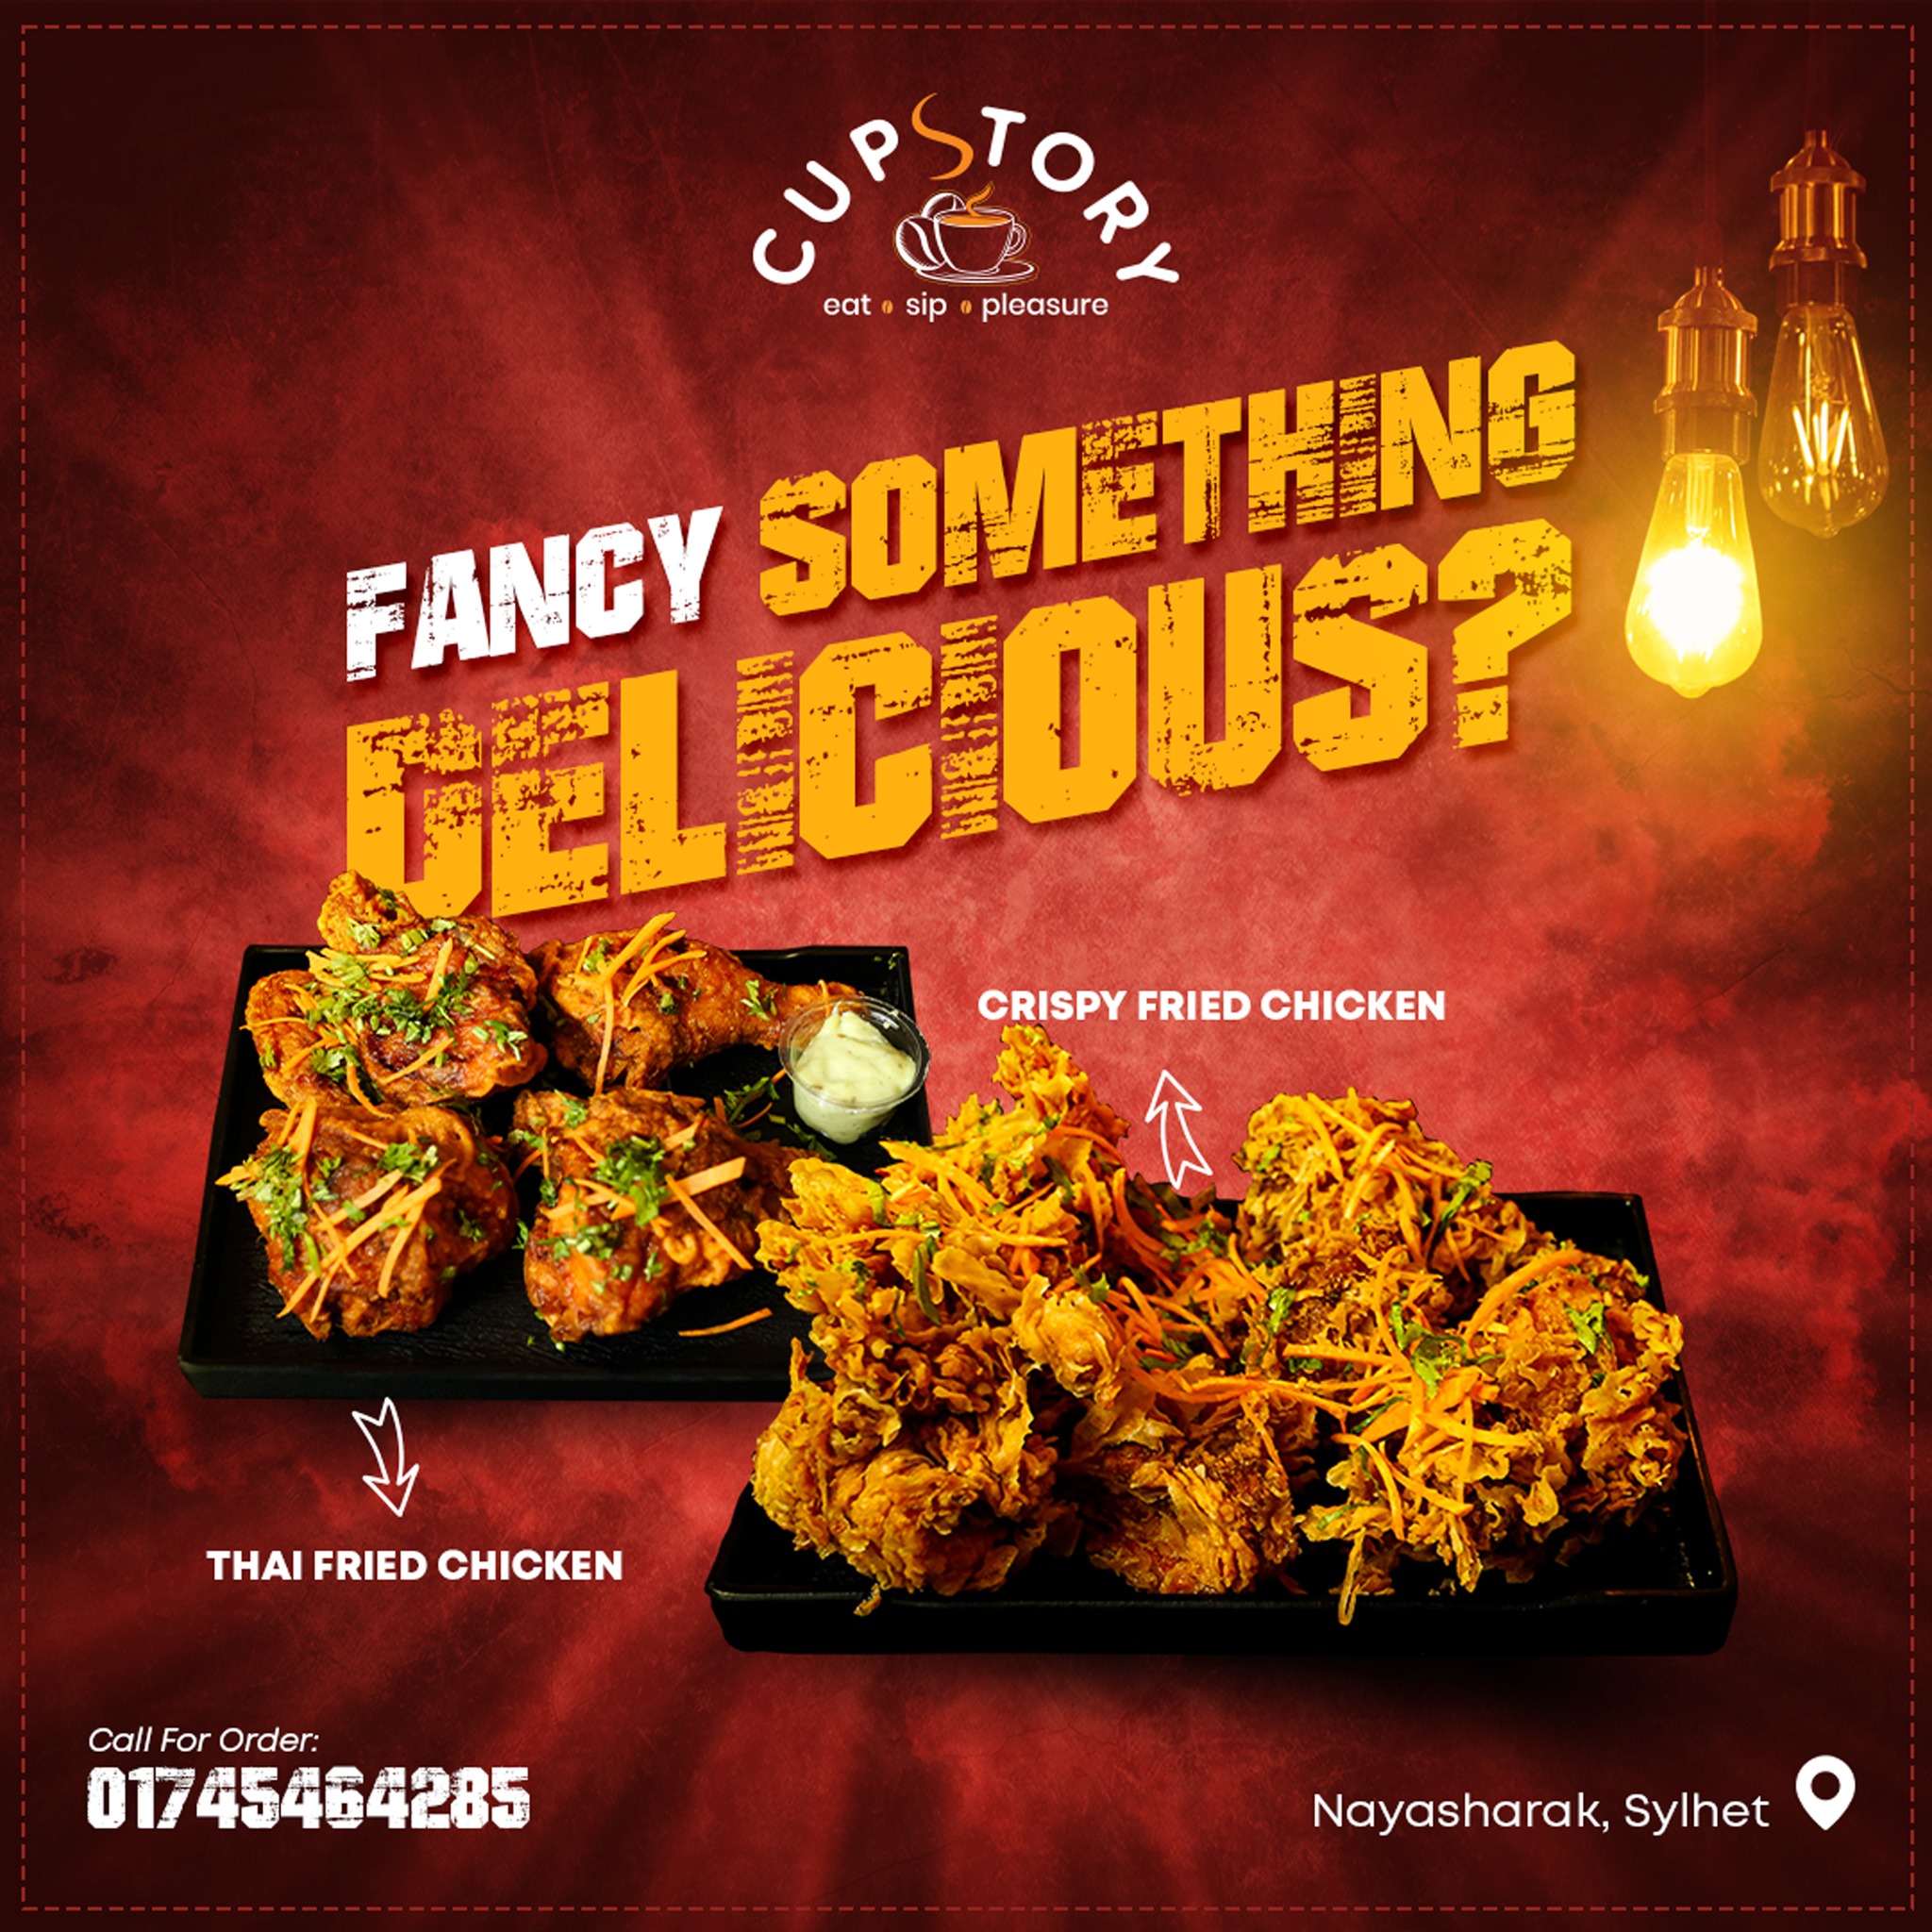 CUPSTORY
eat • sip • pleasure
FANCY SOMETHING
DELICIOUS?
CRISPY FRIED CHICKEN
THAI FRIED CHICKEN
Call For Order:
01745464285
Nayasharak, Sylhet